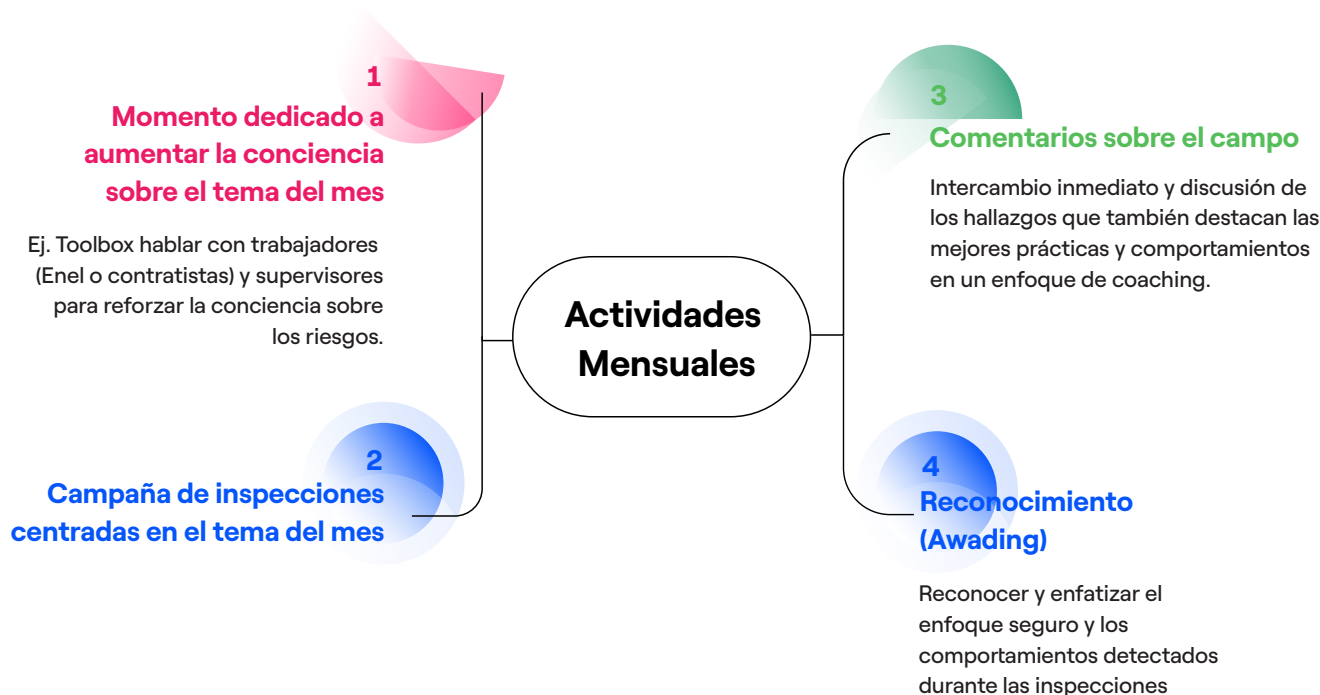 1
Momento dedicado a
aumentar la conciencia
sobre el tema del mes
Ej. Toolbox hablar con trabajadores
(Enel o contratistas) y supervisores
para reforzar la conciencia sobre
los riesgos.
2
Campaña de inspecciones
centradas en el tema del mes
Actividades
Mensuales
3
Comentarios sobre el campo
Intercambio inmediato y discusión de
los hallazgos que también destacan las
mejores prácticas y comportamientos
en un enfoque de coaching.
4
Reconocimiento
(Awading)
Reconocer y enfatizar el
enfoque seguro y los
comportamientos detectados
durante las inspecciones